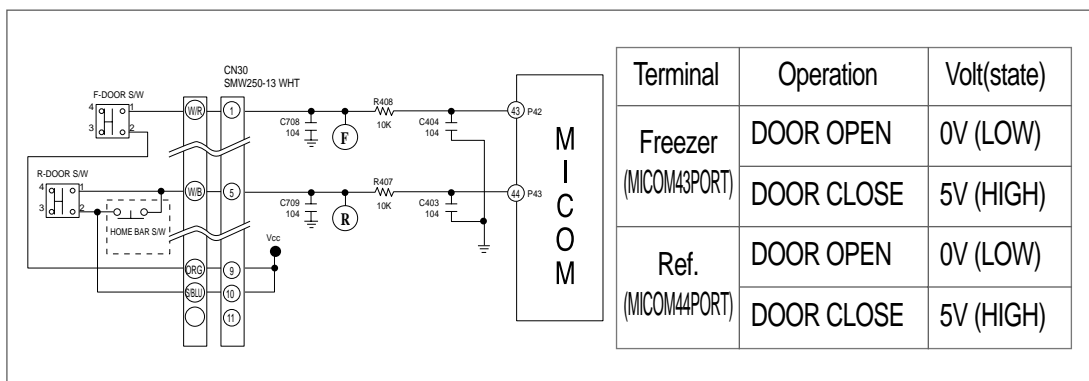 CN30
SMW250-13 WHT
F-DOOR S/W
4 1
3 2
W/R
1
C708
104
F
R408
10K
C404
104
43 P42
R-DOOR S/W
4 1
3 2
HOME BAR S/W
W/B
5
C709
104
R
R407
10K
C403
104
44 P43
Vcc
ORG 9
S/BLU 10
11
M
I
C
O
M
Terminal Operation Volt(state)
Freezer
(MICOM43PORT)
DOOR OPEN 0V (LOW)
DOOR CLOSE 5V (HIGH)
Ref.
(MICOM44PORT)
DOOR OPEN 0V (LOW)
DOOR CLOSE 5V (HIGH)